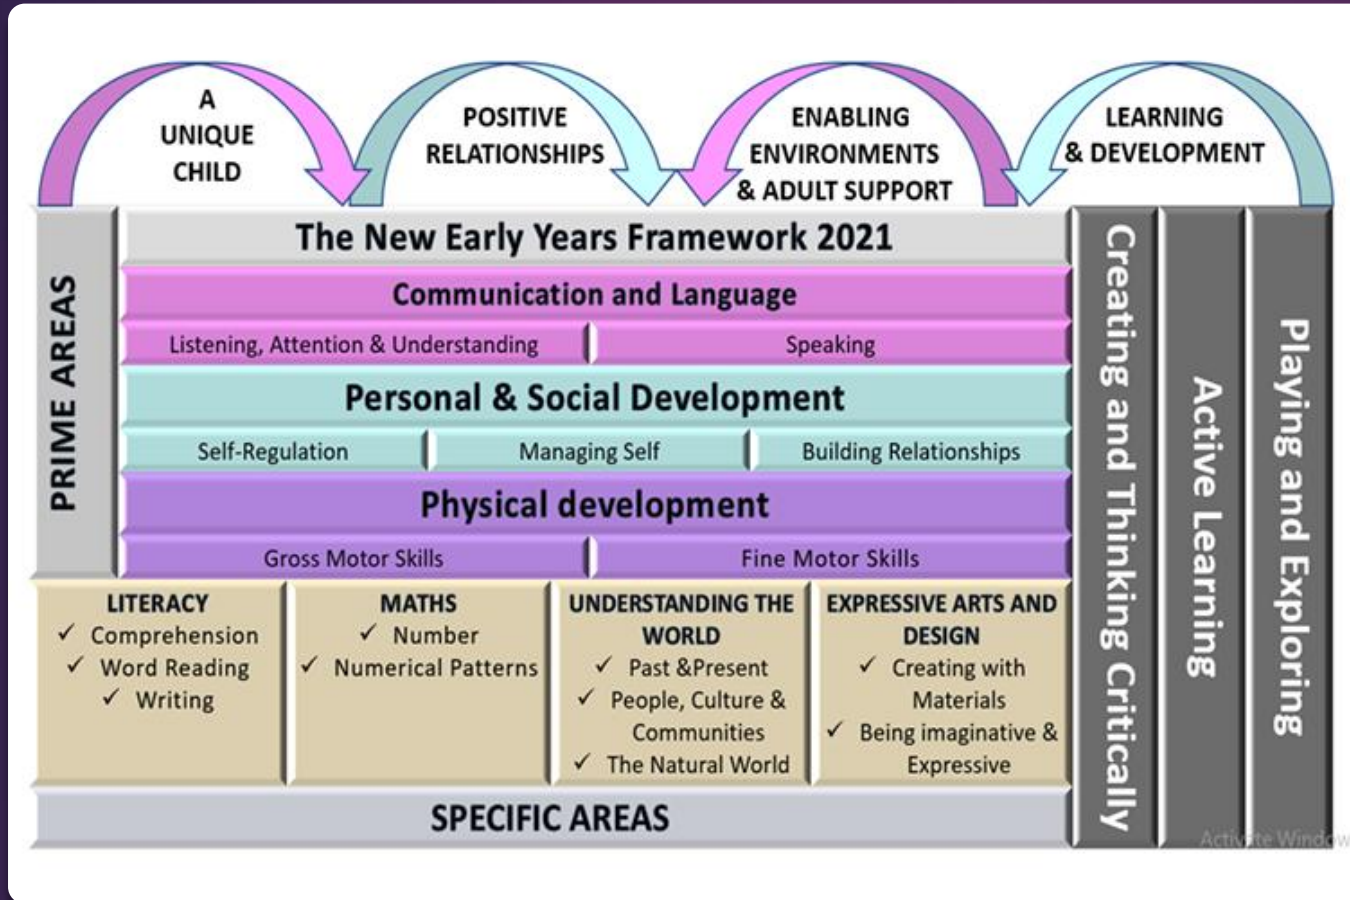 A
UNIQUE
CHILD
POSITIVE
RELATIONSHIPS
ENABLING
ENVIRONMENTS
& ADULT SUPPORT
LEARNING
& DEVELOPMENT
PRIME AREAS
The New Early Years Framework 2021
Communication and Language
Listening, Attention & Understanding
Speaking
Personal & Social Development
Self-Regulation
Managing Self
Building Relationships
Physical development
Gross Motor Skills
Fine Motor Skills
LITERACY
✓ Comprehension
✓ Word Reading
✓ Writing
MATHS
✓ Number
✓ Numerical Patterns
UNDERSTANDING THE
WORLD
✓ Past &Present
✓ People, Culture &
Communities
✓ The Natural World
EXPRESSIVE ARTS AND
DESIGN
✓ Creating with
Materials
✓ Being imaginative &
Expressive
SPECIFIC AREAS
Creating and Thinking Critically
Active Learning
Playing and Exploring
Activate Window